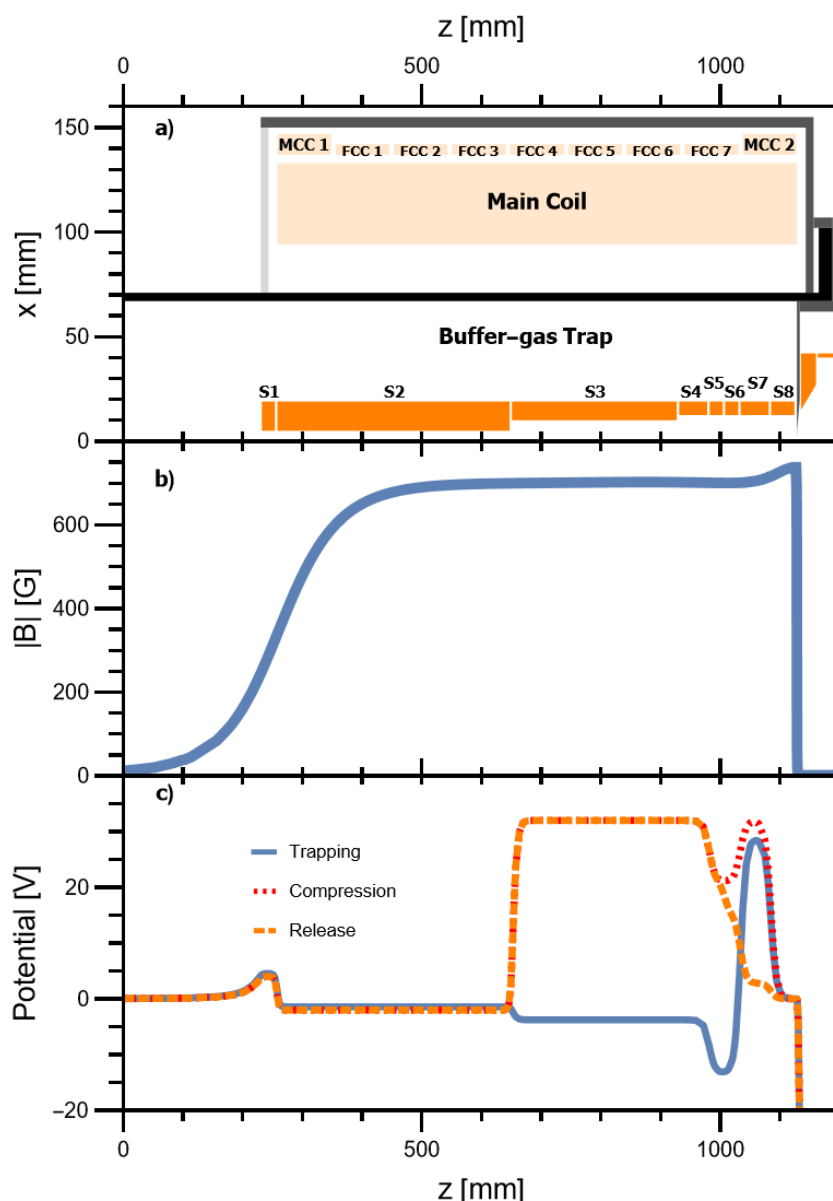 z [mm]
0 500 1000
a)
150
100
50
0
x [mm]
MCC 1 FCC 1 FCC 2 FCC 3 FCC 4 FCC 5 FCC 6 FCC 7 MCC 2
Main Coil
Buffer–gas Trap
S1 S2 S3 S4 S5 S6 S7 S8
b)
600
400
200
0
|B| [G]
c)
20
0
−20
Potential [V]
Trapping
Compression
Release
0 500 1000
z [mm]